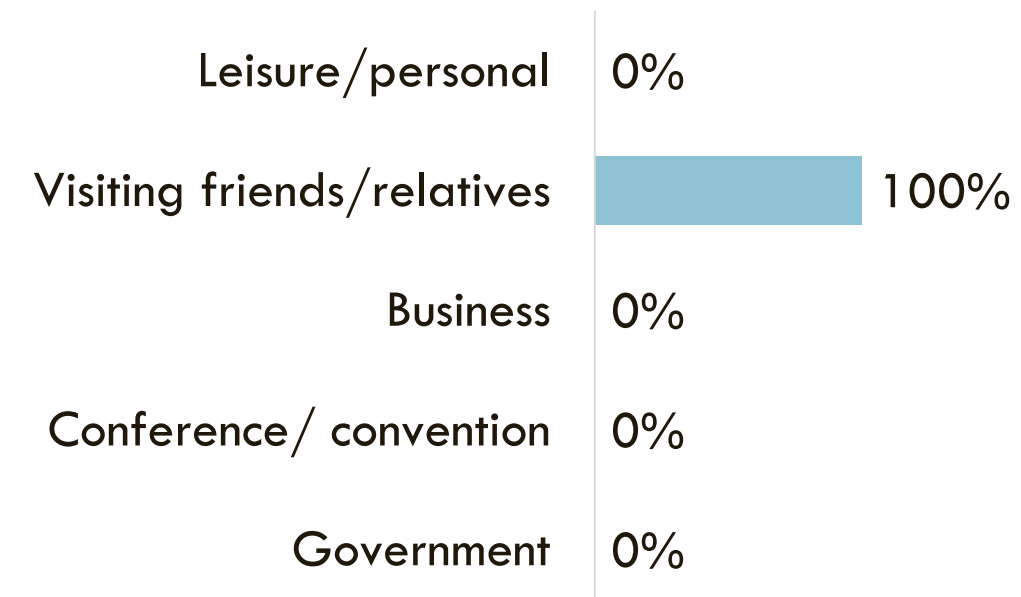 Leisure/personal 0%
Visiting friends/relatives 100%
Business 0%
Conference/ convention 0%
Government 0%